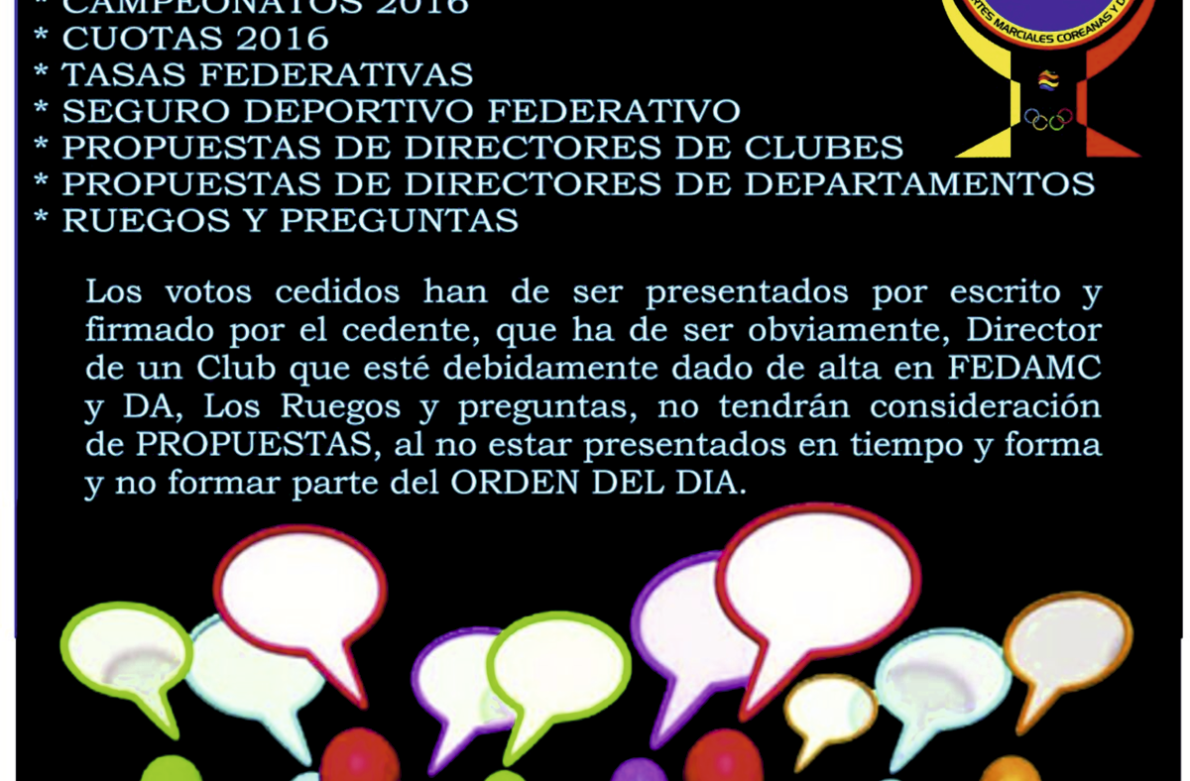 * CAMPEONATOS 2016
* CUOTAS 2016
* TASAS FEDERATIVAS
* SEGURO DEPORTIVO FEDERATIVO
* PROPUESTAS DE DIRECTORES DE CLUBES
* PROPUESTAS DE DIRECTORES DE DEPARTAMENTOS
* RUEGOS Y PREGUNTAS
MARCIALES COREANAS Y
Los votos cedidos han de ser presentados por escrito y
firmado por el cedente, que ha de ser obviamente, Director
de un Club que esté debidamente dado de alta en FEDAMC
y DA, Los Ruegos y preguntas, no tendrán consideración
de PROPUESTAS, al no estar presentados en tiempo y forma
y no formar parte del ORDEN DEL DIA.